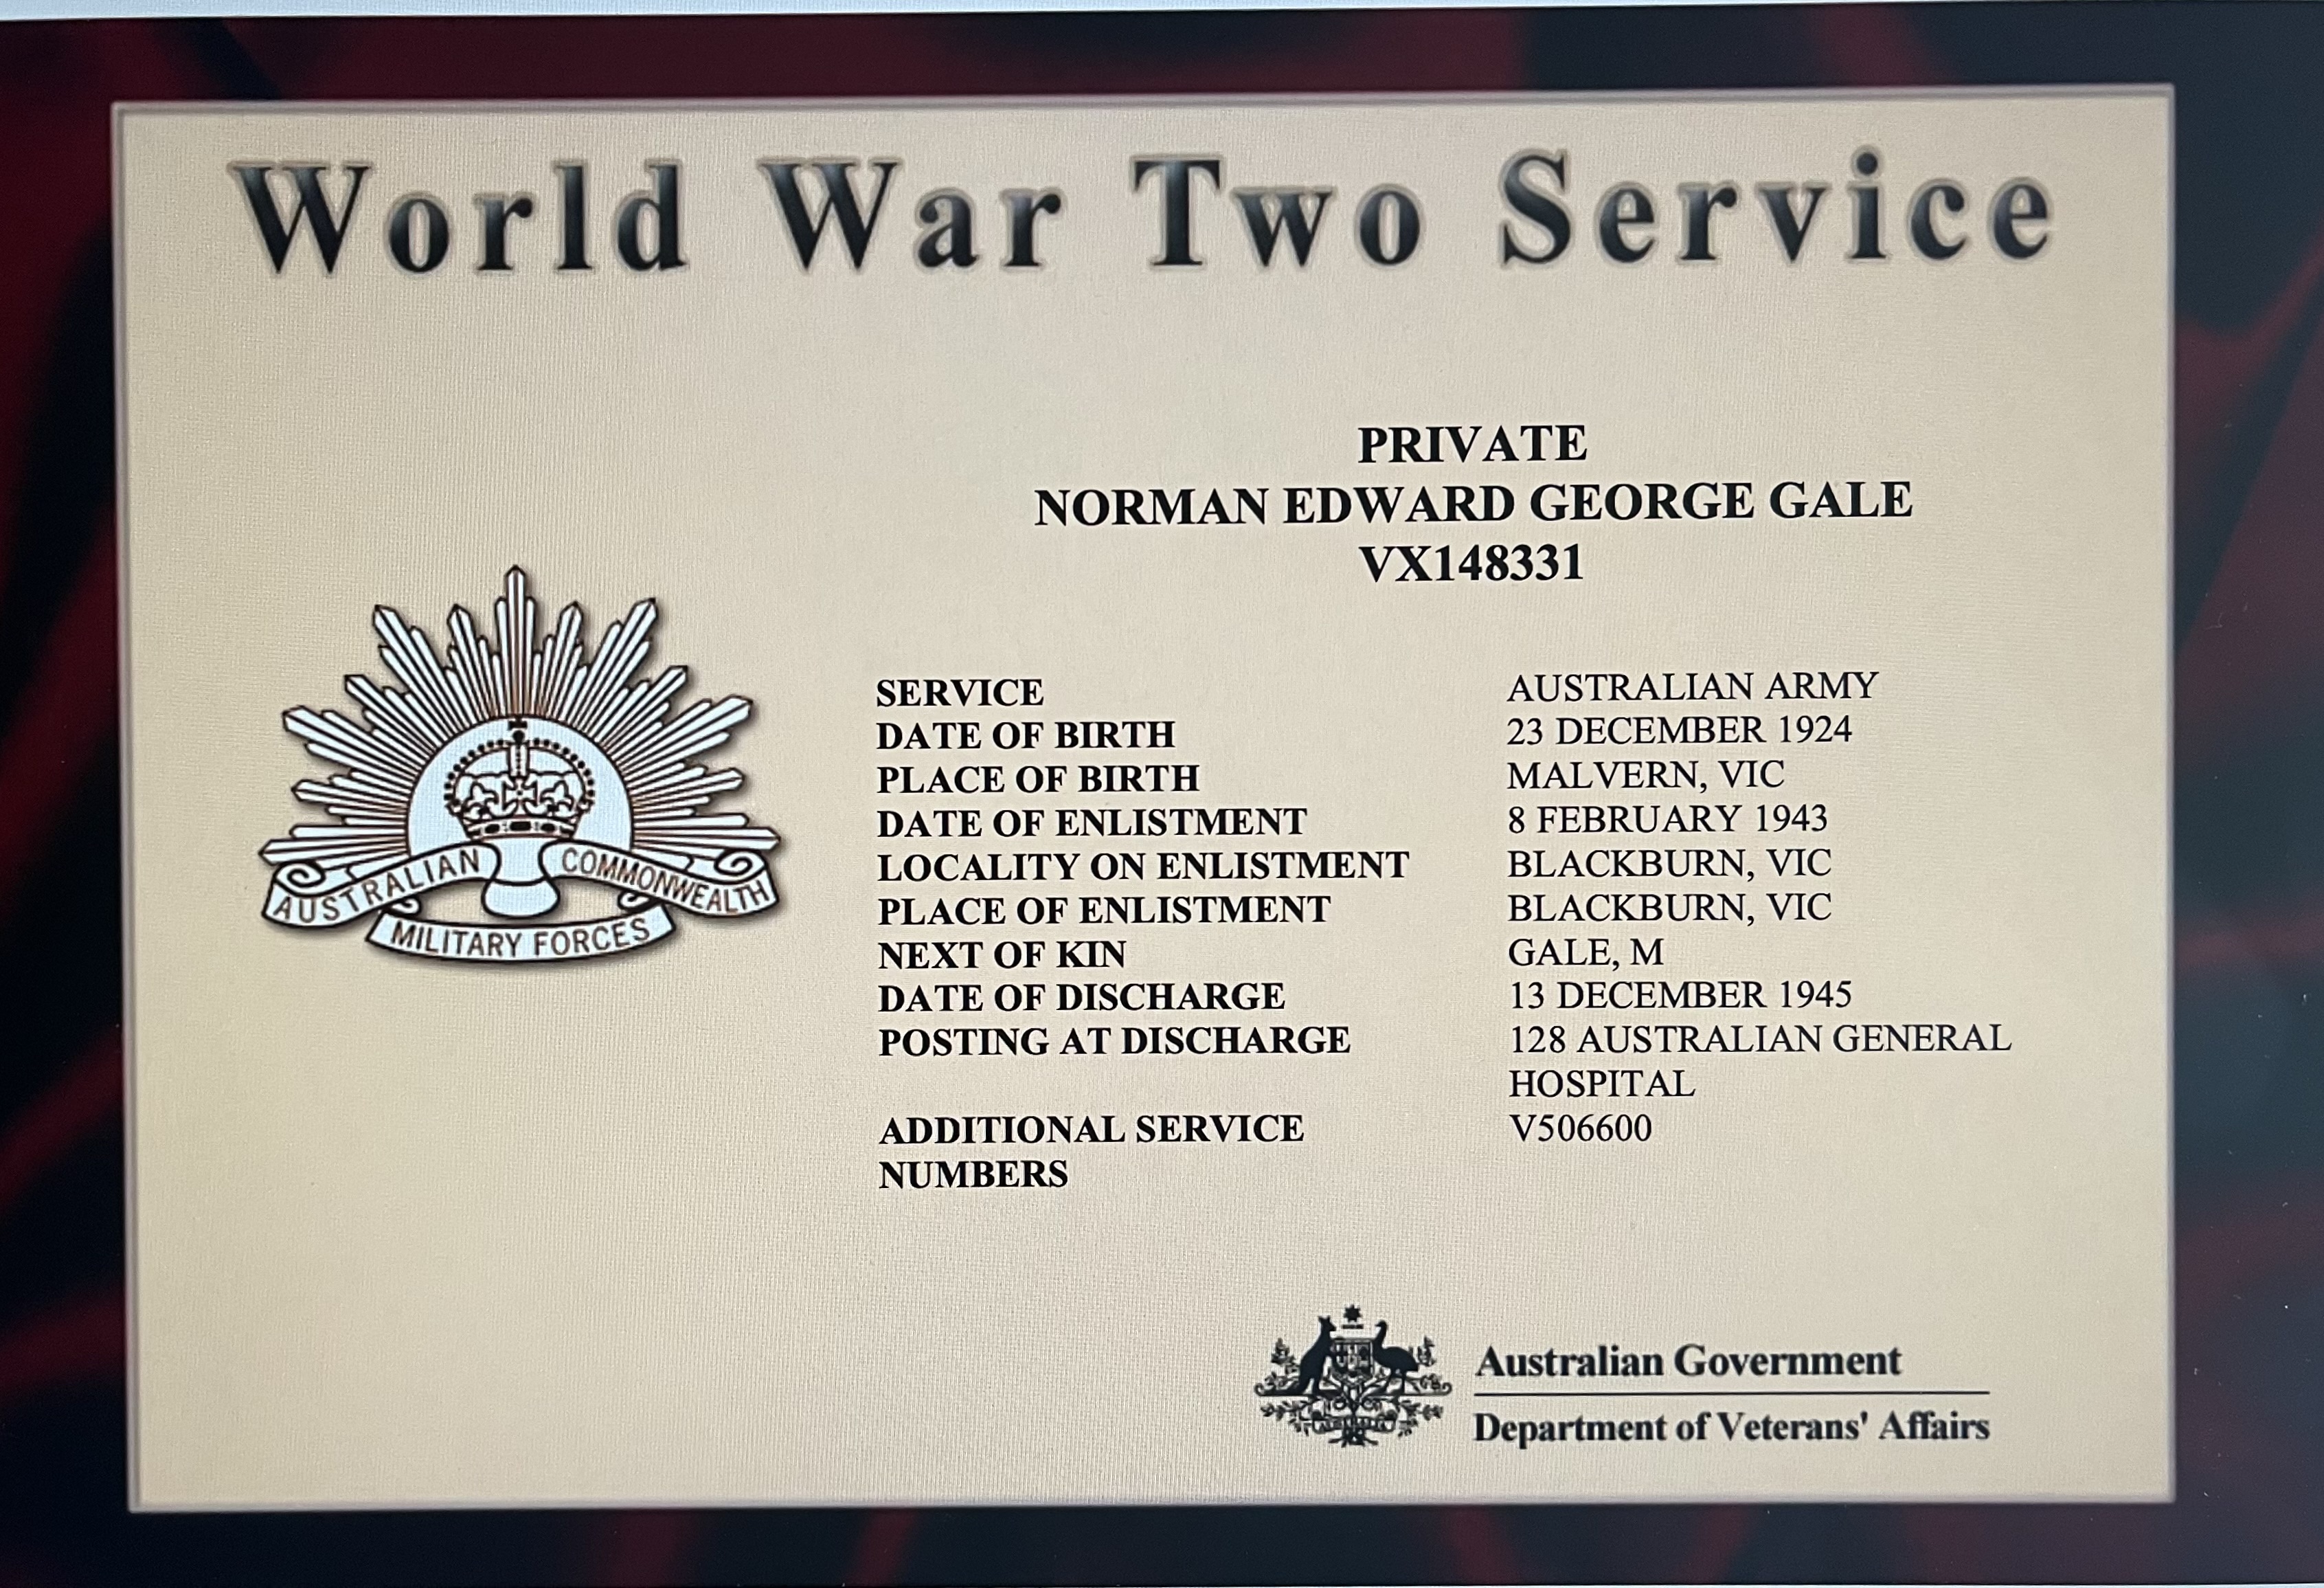 World War Two Service
PRIVATE
NORMAN EDWARD GEORGE GALE
VX148331
AUSTRALIAN COMMONWEALTH
MILITARY FORCES
SERVICE AUSTRALIAN ARMY
DATE OF BIRTH 23 DECEMBER 1924
PLACE OF BIRTH MALVERN, VIC
DATE OF ENLISTMENT 8 FEBRUARY 1943
LOCALITY ON ENLISTMENT BLACKBURN, VIC
PLACE OF ENLISTMENT BLACKBURN, VIC
NEXT OF KIN GALE, M
DATE OF DISCHARGE 13 DECEMBER 1945
POSTING AT DISCHARGE 128 AUSTRALIAN GENERAL
HOSPITAL
ADDITIONAL SERVICE V506600
NUMBERS
Australian Government
Department of Veterans' Affairs